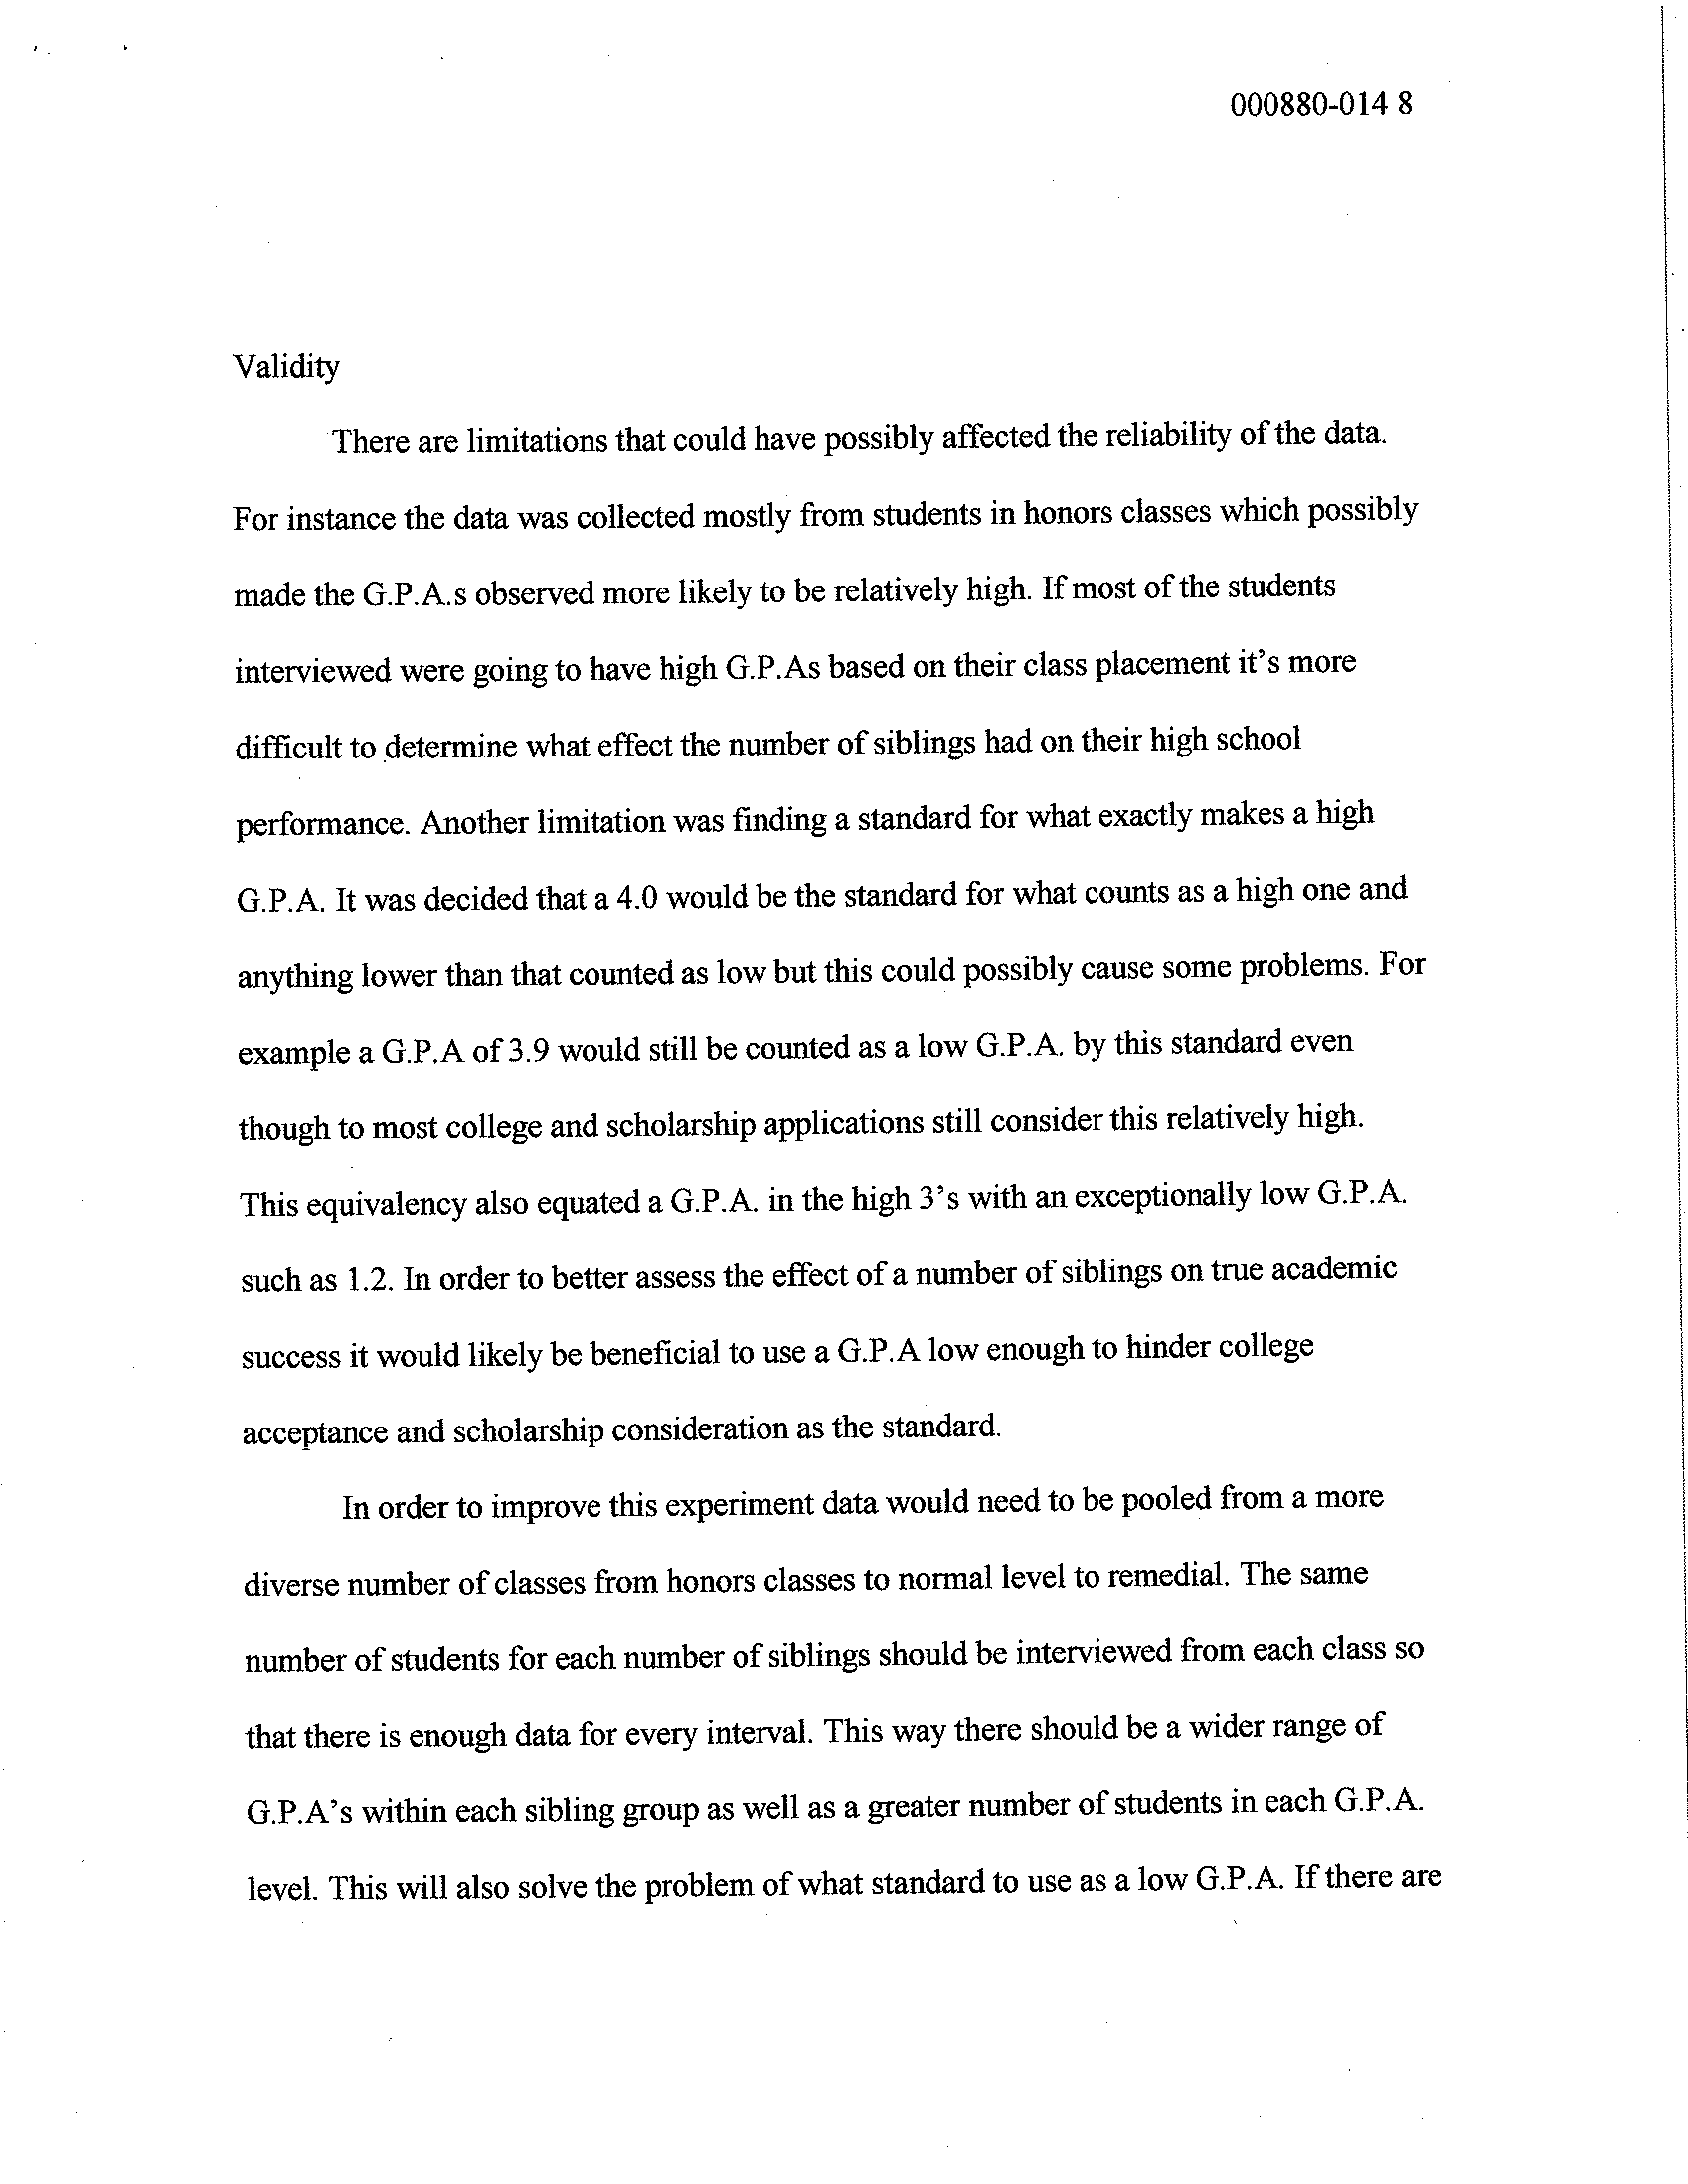 000880-014 8
Validity
There are limitations that could have possibly affected the reliability of the data.
For instance the data was collected mostly from students in honors classes which possibly
made the G.P.A.s observed more likely to be relatively high. If most of the students
interviewed were going to have high G.P.As based on their class placement it's more
difficult to determine what effect the number of siblings had on their high school
performance. Another limitation was finding a standard for what exactly makes a high
G.P.A. It was decided that a 4.0 would be the standard for what counts as a high one and
anything lower than that counted as low but this could possibly cause some problems. For
example a G.P.A of 3.9 would still be counted as a low G.P.A. by this standard even
though to most college and scholarship applications still consider this relatively high.
This equivalency also equated a G.P.A. in the high 3's with an exceptionally low G.P.A.
such as 1.2. In order to better assess the effect of a number of siblings on true academic
success it would likely be beneficial to use a G.P.A low enough to hinder college
acceptance and scholarship consideration as the standard.
In order to improve this experiment data would need to be pooled from a more
diverse number of classes from honors classes to normal level to remedial. The same
number of students for each number of siblings should be interviewed from each class so
that there is enough data for every interval. This way there should be a wider range of
G.P.A's within each sibling group as well as a greater number of students in each G.P.A.
level. This will also solve the problem of what standard to use as a low G.P.A. If there are